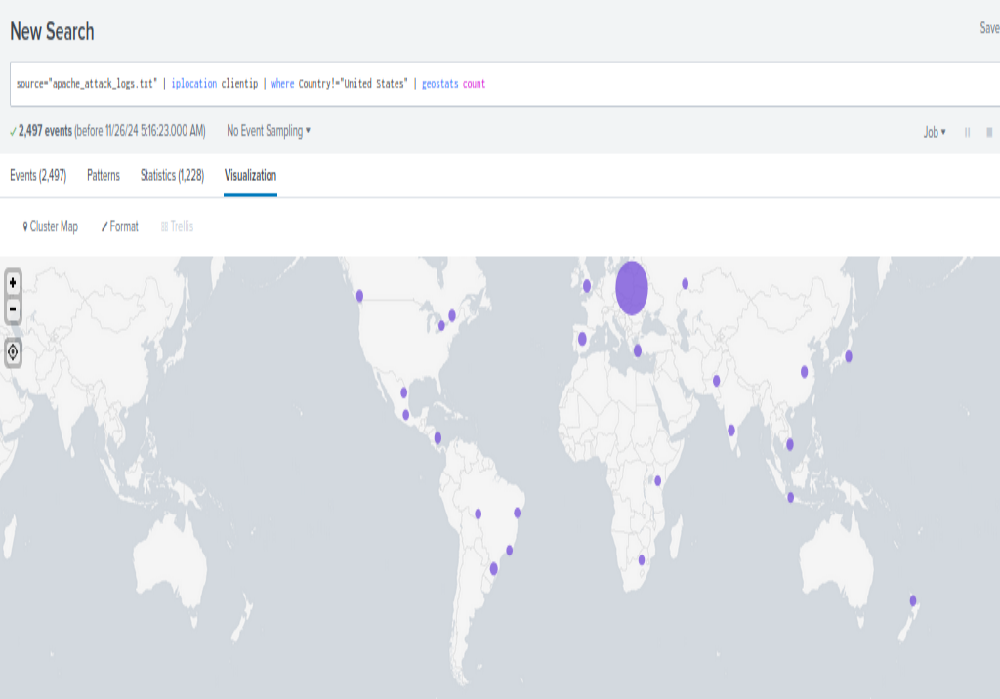 New Search
Save
source="apache_attack_logs.txt" | iplocation clientip | where Country!="United States" | geostats count
✓ 2,497 events (before 11/26/24 5:16:23.000 AM) No Event Sampling ▾
Job ▾
Events (2,497) Patterns Statistics (1,228) Visualization
Cluster Map Format Trellis
+
−